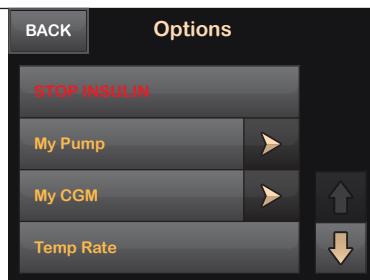 BACK
Options
STOP INSULIN
My Pump
My CGM
Temp Rate